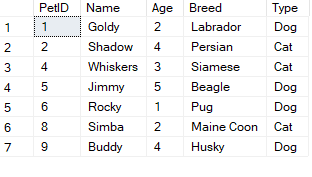 PetID Name Age Breed Type
1 1 Goldy 2 Labrador Dog
2 2 Shadow 4 Persian Cat
3 4 Whiskers 3 Siamese Cat
4 5 Jimmy 5 Beagle Dog
5 6 Rocky 1 Pug Dog
6 8 Simba 2 Maine Coon Cat
7 9 Buddy 4 Husky Dog